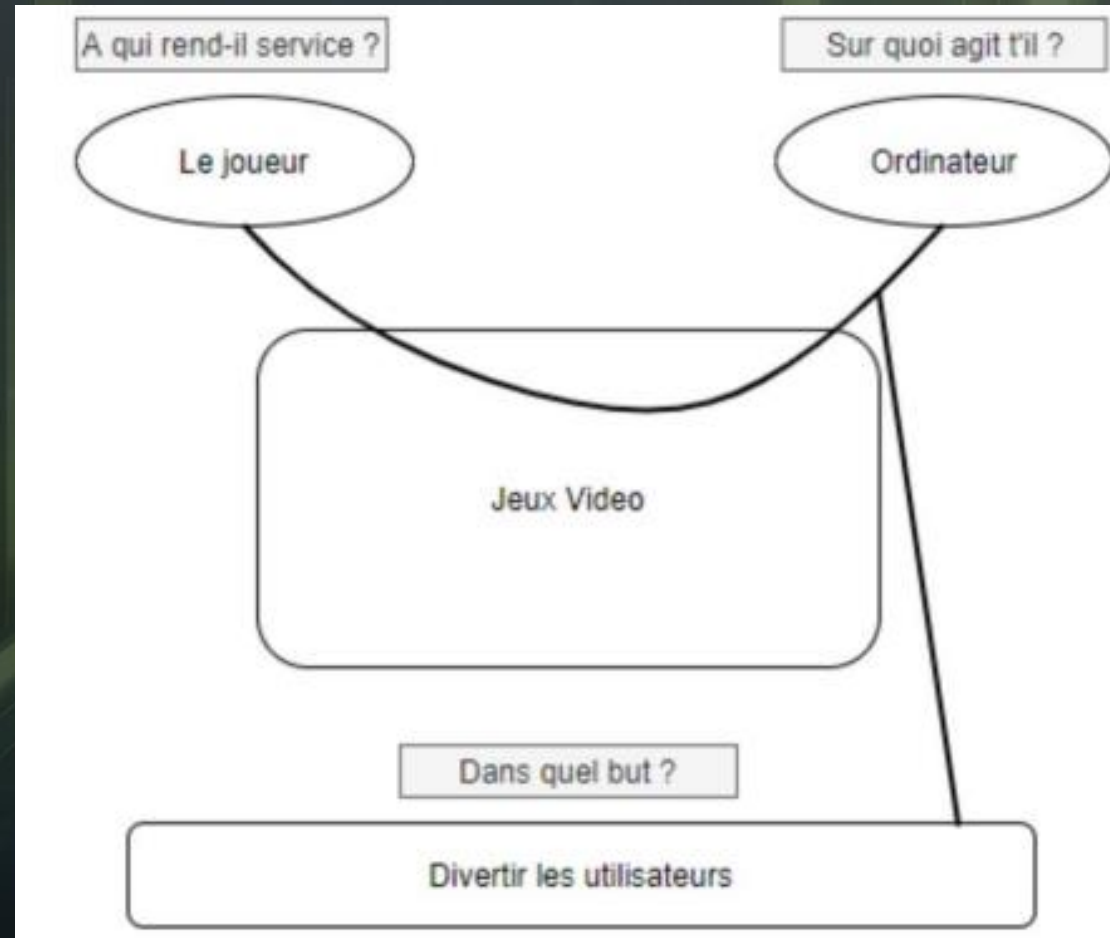 A qui rend-il service ?
Sur quoi agit t'il ?
Le joueur
Ordinateur
Jeux Video
Dans quel but ?
Divertir les utilisateurs